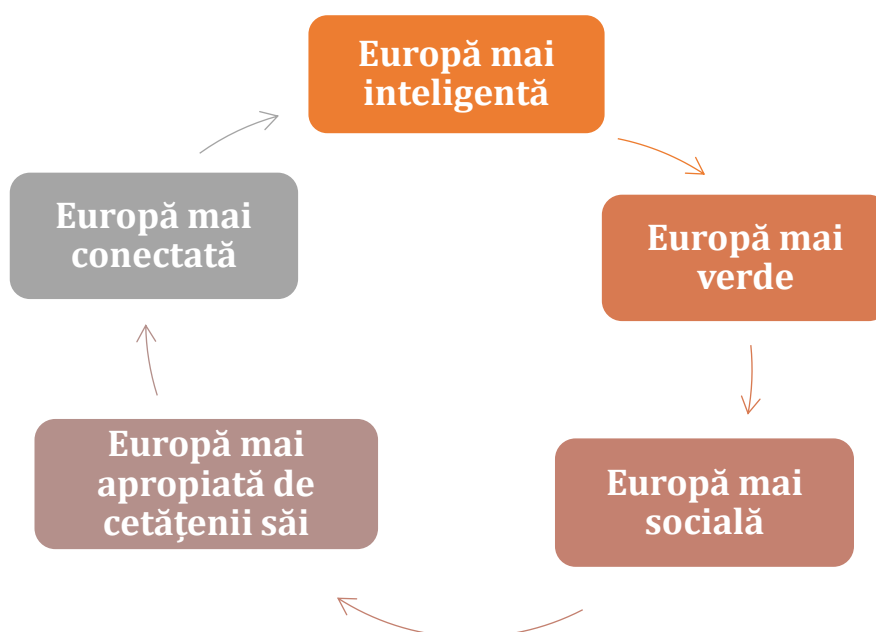 Europă mai
inteligentă
Europă mai
verde
Europă mai
socială
Europă mai
apropiată de
cetățenii săi
Europă mai
conectată